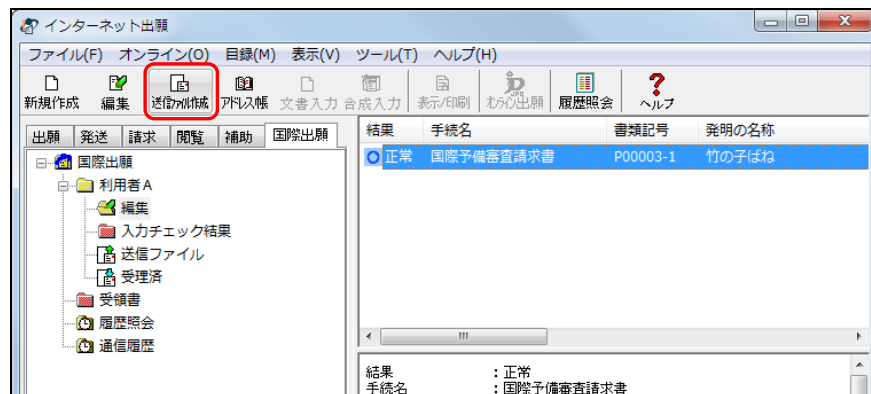 インターネット出願
ファイル(F) オンライン(O) 目録(M) 表示(V) ツール(T) ヘルプ(H)
新規作成 編集 送信ファイル作成 アドレス帳 文書入力 合成入力 表示/印刷 オンライン出願 履歴照会 ヘルプ
出願 発送 請求 閲覧 補助 国際出願
国際出願
利用者A
編集
入力チェック結果
送信ファイル
受理済
受領書
履歴照会
通信履歴
結果 手続名 書類記号 発明の名称
正常 国際予備審査請求書 P00003-1 竹の子ばね
結果 :正常
手続名 :国際予備審査請求書